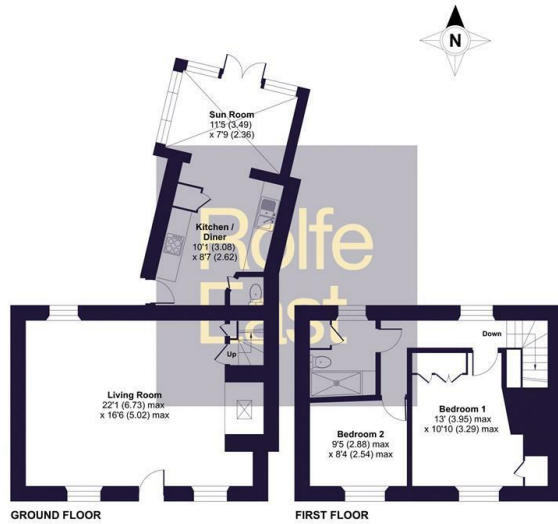 N
Sun Room
11'5 (3.49)
x 7'9 (2.36)
Kitchen /
Diner
10'1 (3.08)
x 8'7 (2.62)
Rolfe
East
Up
Living Room
22'1 (6.73) max
x 16'6 (5.02) max
GROUND FLOOR
Down
Bedroom 1
13' (3.95) max
x 10'10 (3.29) max
Bedroom 2
9'5 (2.88) max
x 8'4 (2.54) max
FIRST FLOOR